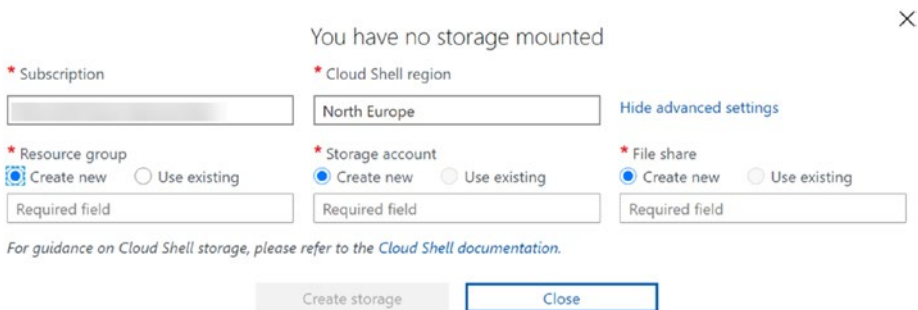 You have no storage mounted
* Subscription
* Cloud Shell region
North Europe
Hide advanced settings
* Resource group
Create new Use existing
Required field
* Storage account
Create new Use existing
Required field
* File share
Create new Use existing
Required field
For guidance on Cloud Shell storage, please refer to the Cloud Shell documentation.
Create storage
Close